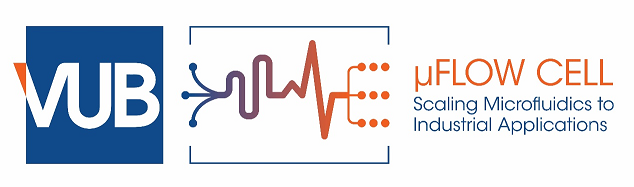 VUB
µFLOW CELL
Scaling Microfluidics to
Industrial Applications